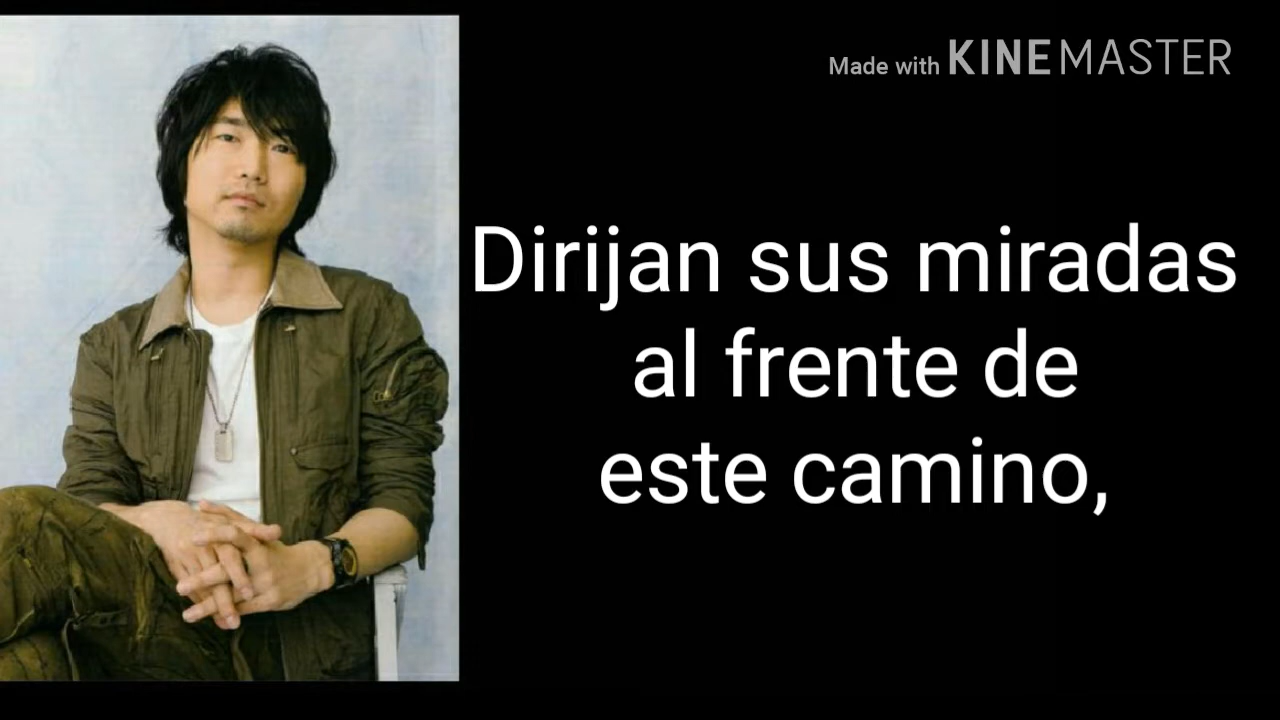 Made with KINEMASTER
Dirijan sus miradas
al frente de
este camino,